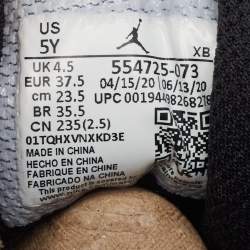 US
5Y
XB
UK 4.5
EUR 37.5
cm 23.5
BR 35.5
CN 235(2.5)
554725-073
04/15/20 06/13/20
01TQHXVNXKD3E
MADE IN CHINA
HECHO EN CHINA
FABRIQUE EN CHINE
FABRICADO EN CHINA